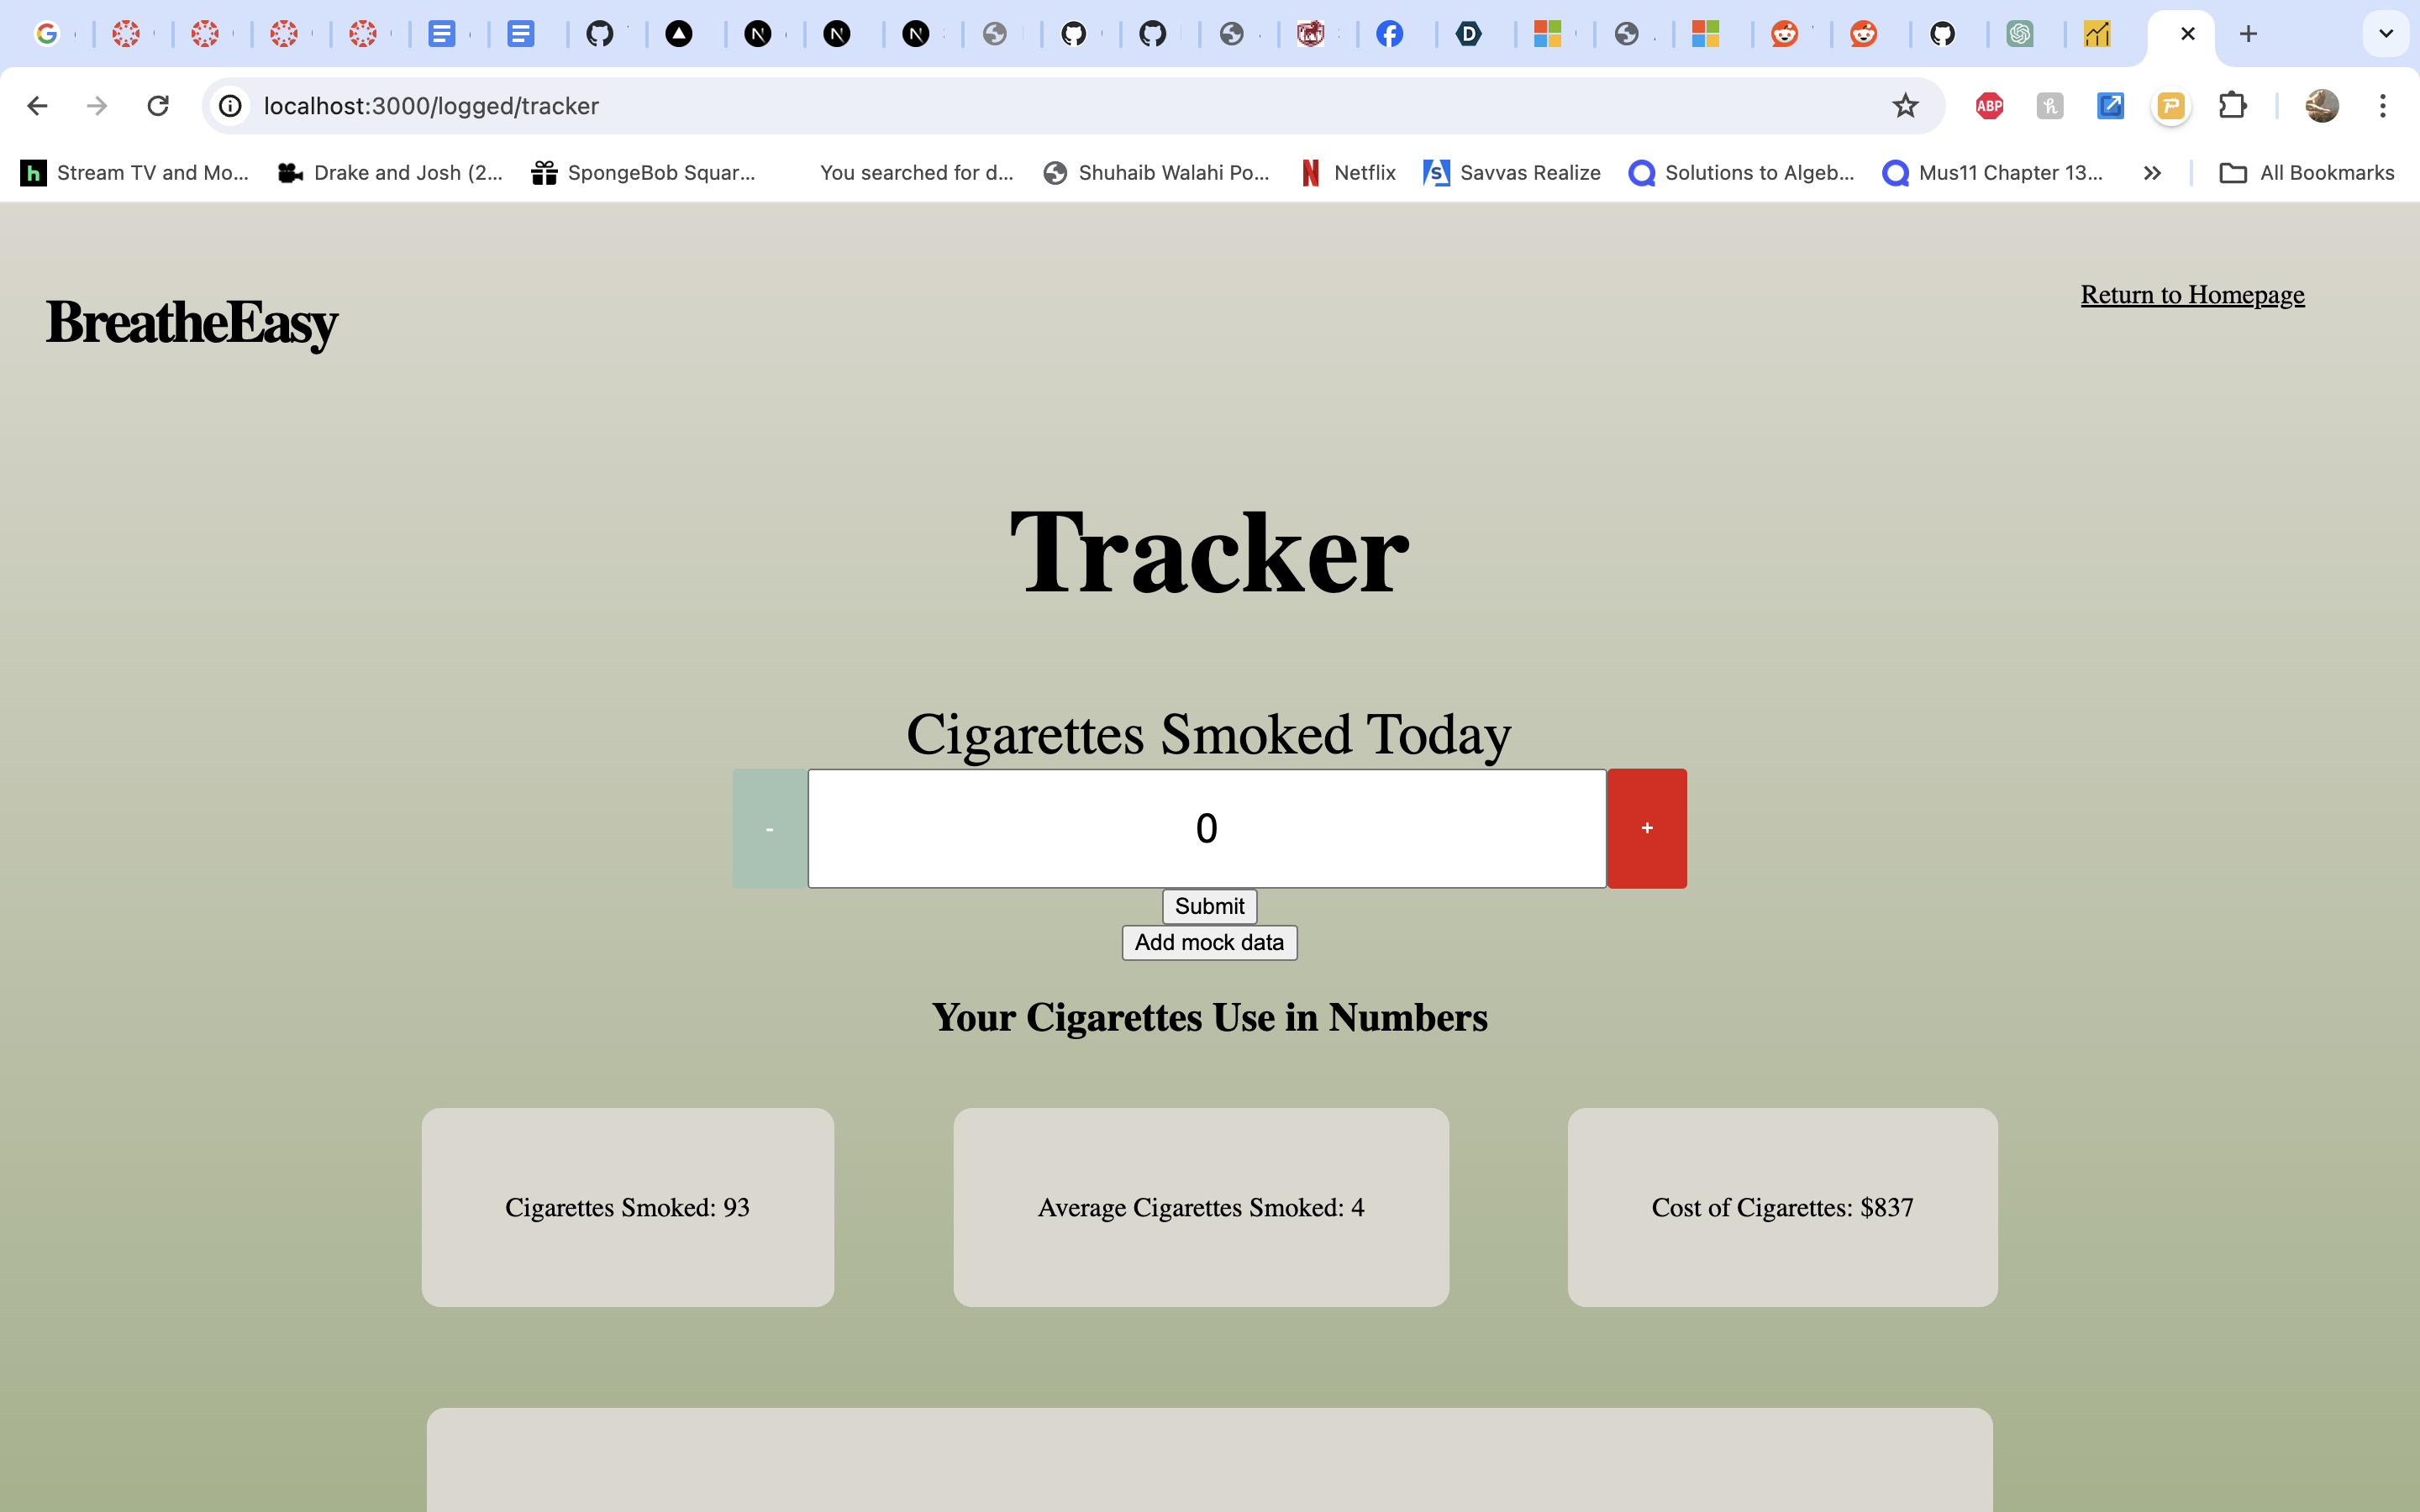 localhost:3000/logged/tracker
ABP
h Stream TV and Mo... Drake and Josh (2... SpongeBob Squar... You searched for d... Shuhaib Walahi Po... N Netflix S Savvas Realize Solutions to Algeb... Mus11 Chapter 13... All Bookmarks
BreatheEasy
Return to Homepage
Tracker
Cigarettes Smoked Today
- 0 +
Submit
Add mock data
Your Cigarettes Use in Numbers
Cigarettes Smoked: 93
Average Cigarettes Smoked: 4
Cost of Cigarettes: $837